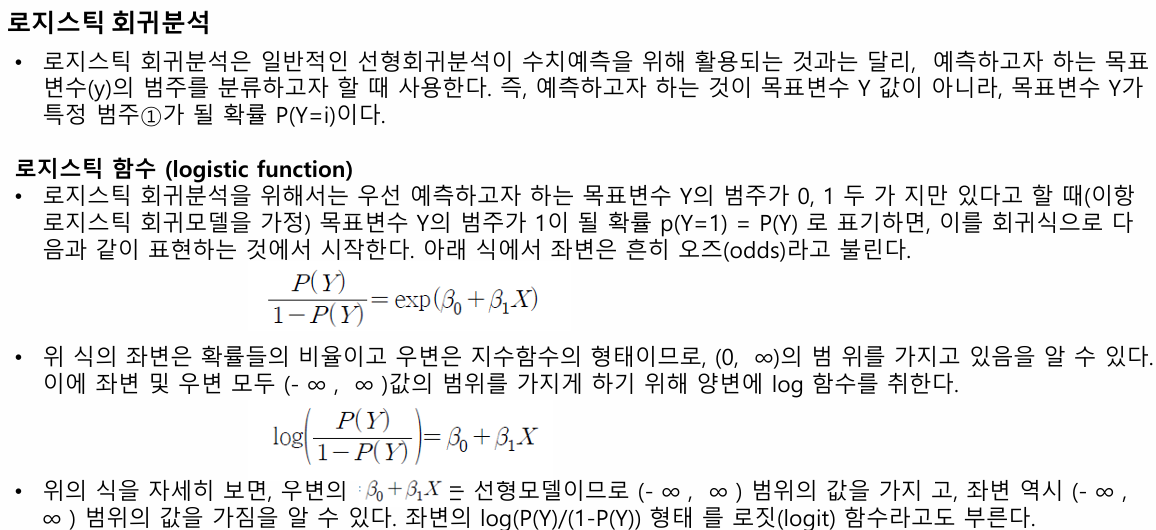 로지스틱 회귀분석
• 로지스틱 회귀분석은 일반적인 선형회귀분석이 수치예측을 위해 활용되는 것과는 달리, 예측하고자 하는 목표
변수(y)의 범주를 분류하고자 할 때 사용한다. 즉, 예측하고자 하는 것이 목표변수 Y 값이 아니라, 목표변수 Y가
특정 범주①가 될 확률 P(Y=i)이다.
로지스틱 함수 (logistic function)
• 로지스틱 회귀분석을 위해서는 우선 예측하고자 하는 목표변수 Y의 범주가 0, 1 두 가 지만 있다고 할 때(이항
로지스틱 회귀모델을 가정) 목표변수 Y의 범주가 1이 될 확률 p(Y=1) = P(Y) 로 표기하면, 이를 회귀식으로 다
음과 같이 표현하는 것에서 시작한다. 아래 식에서 좌변은 흔히 오즈(odds)라고 불린다.
P(Y)
1−P(Y) = exp(β₀+β₁X)
• 위 식의 좌변은 확률들의 비율이고 우변은 지수함수의 형태이므로, (0, ∞)의 범 위를 가지고 있음을 알 수 있다.
이에 좌변 및 우변 모두 (- ∞ , ∞ )값의 범위를 가지게 하기 위해 양변에 log 함수를 취한다.
log( P(Y)
1−P(Y) ) = β₀+β₁X
• 위의 식을 자세히 보면, 우변의 β₀+β₁X 는 선형모델이므로 (- ∞ , ∞ ) 범위의 값을 가지 고, 좌변 역시 (- ∞ ,
∞ ) 범위의 값을 가짐을 알 수 있다. 좌변의 log(P(Y)/(1-P(Y)) 형태 를 로짓(logit) 함수라고도 부른다.